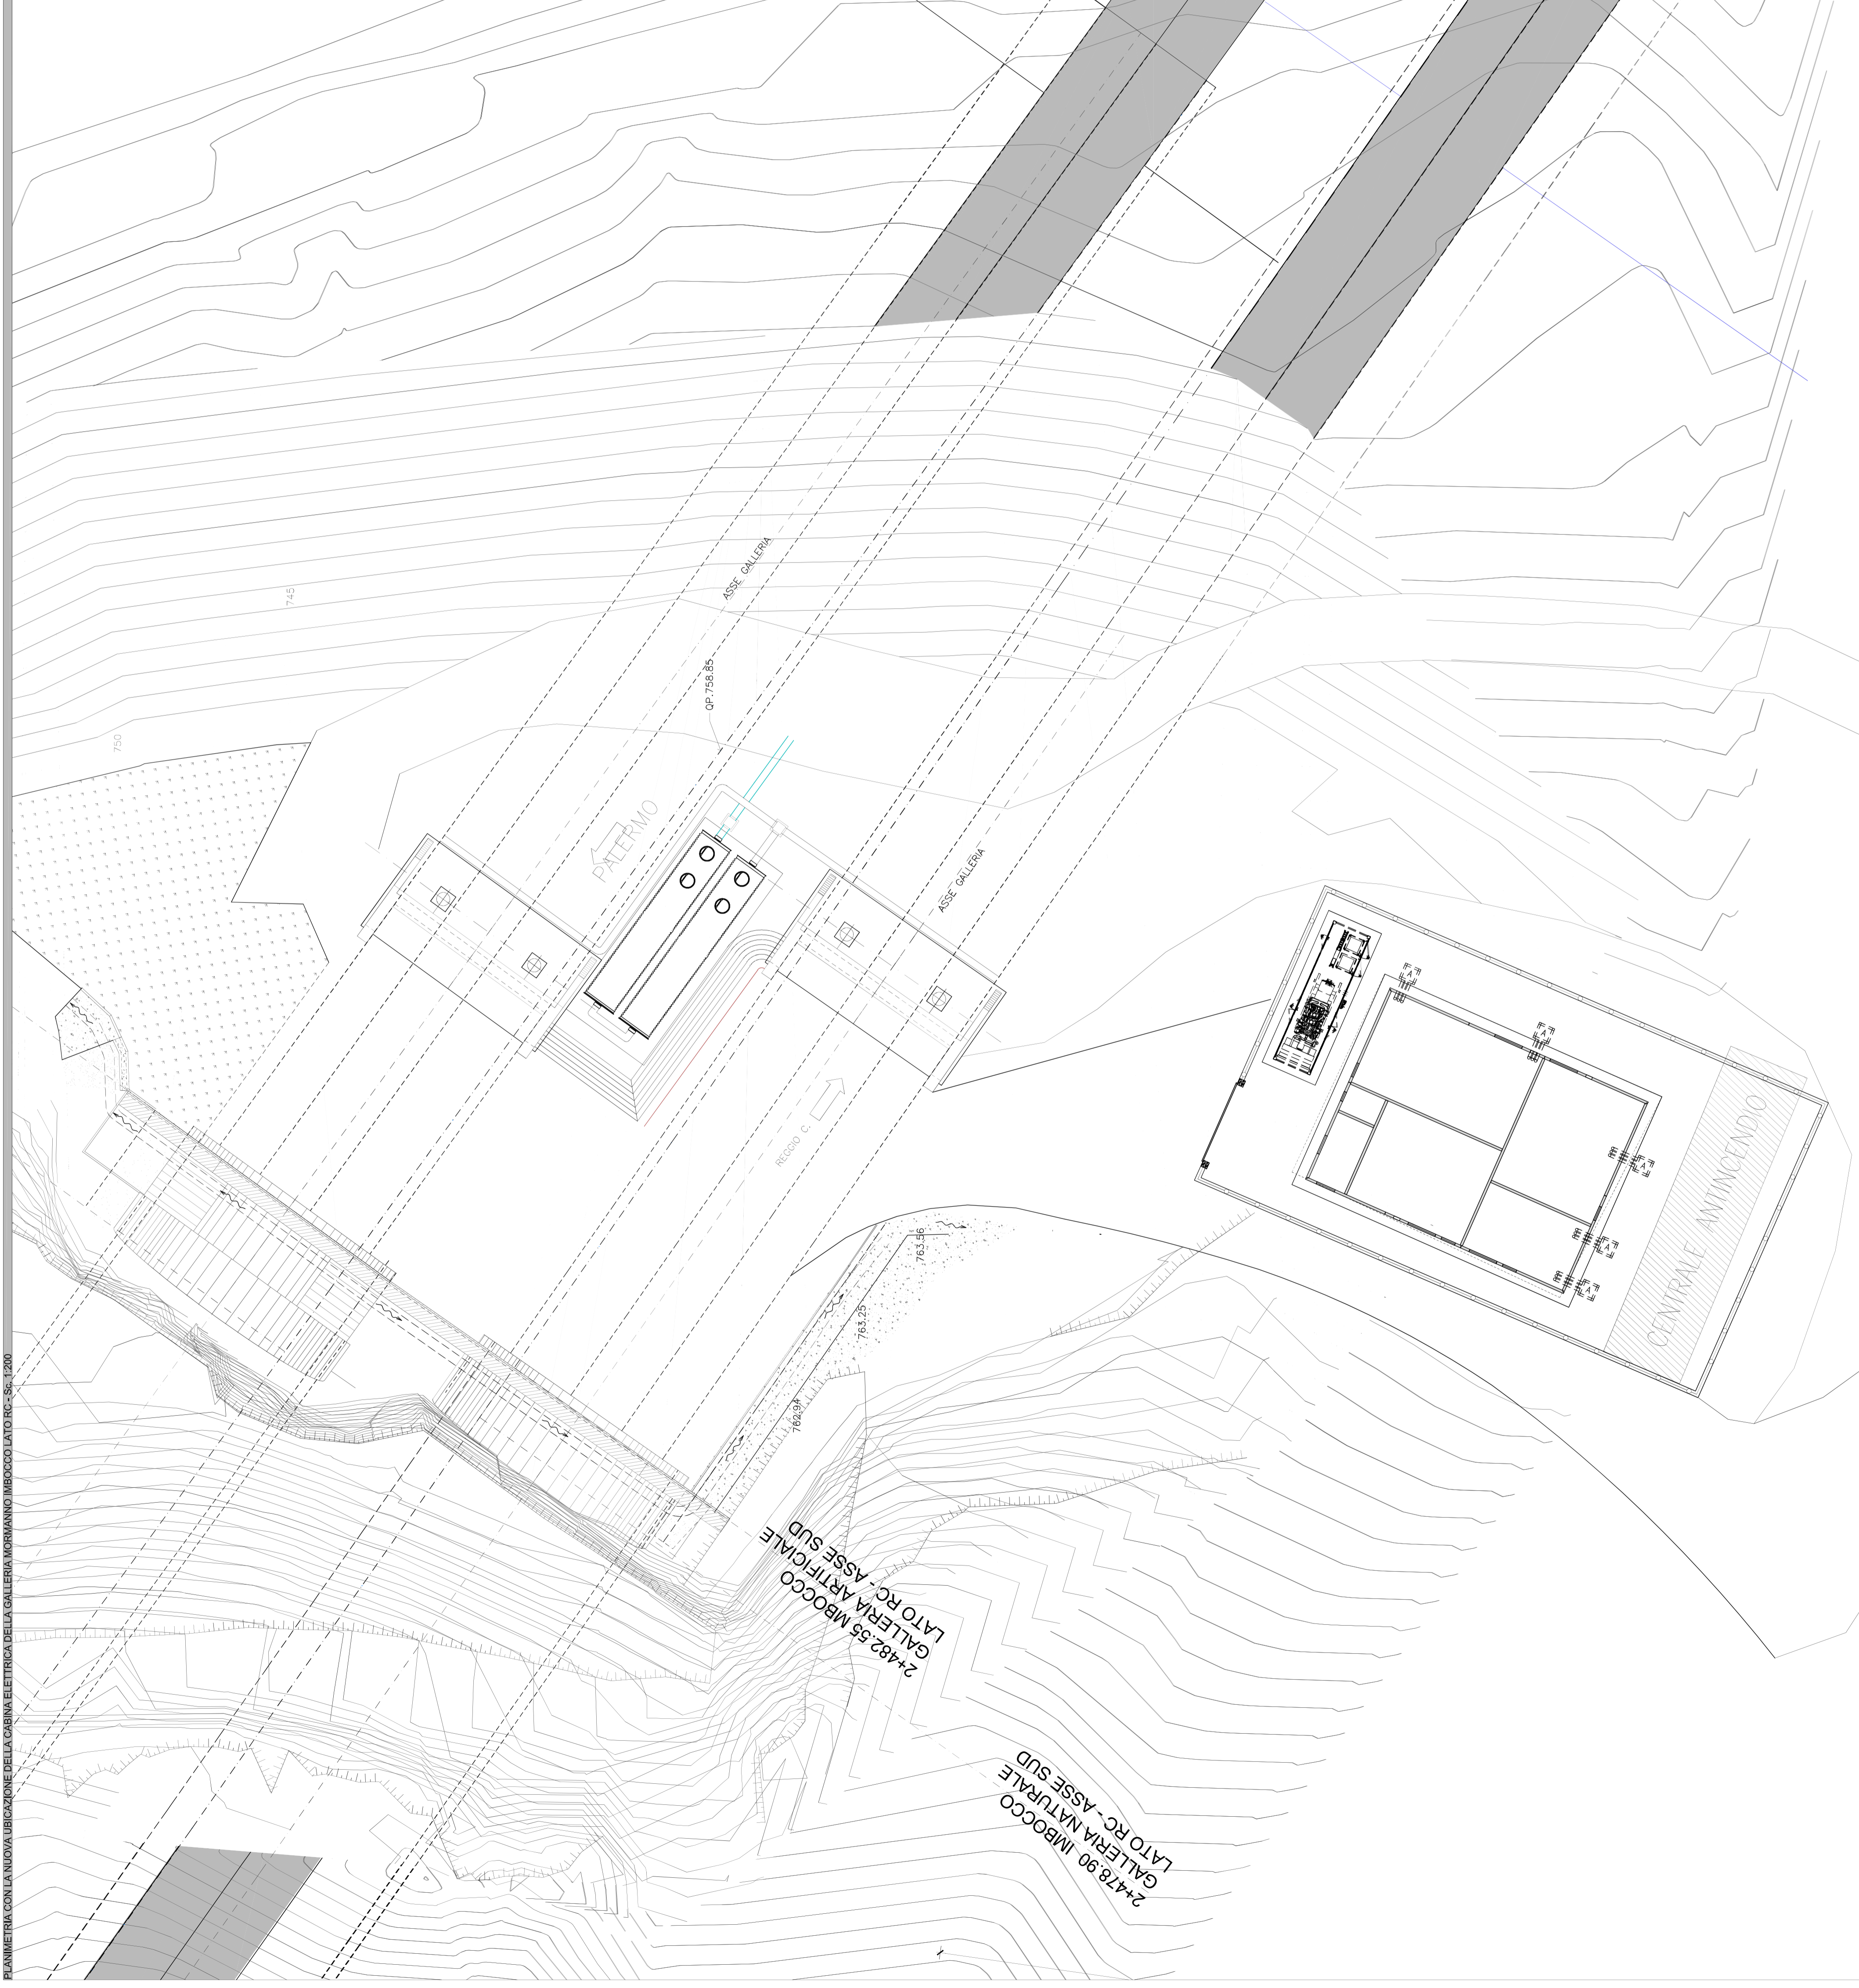 PLANIMETRIA CON LA NUOVA UBICAZIONE DELLA CABINA ELETTRICA DELLA GALLERIA MORMANNO IMBOCCO LATO RC - Sc. 1:200
745
750
ASSE GALLERIA
QP.758.85
PALERMO
ASSE GALLERIA
REGGIO C.
A
A
A
A
A
CENTRALE ANTINCENDIO
763.56
763.25
762.94
2+482.55 MBOCCO
GALLERIA ARTIFICIALE
LATO RC - ASSE SUD
2+478.90 IMBOCCO
GALLERIA NATURALE
LATO RC - ASSE SUD